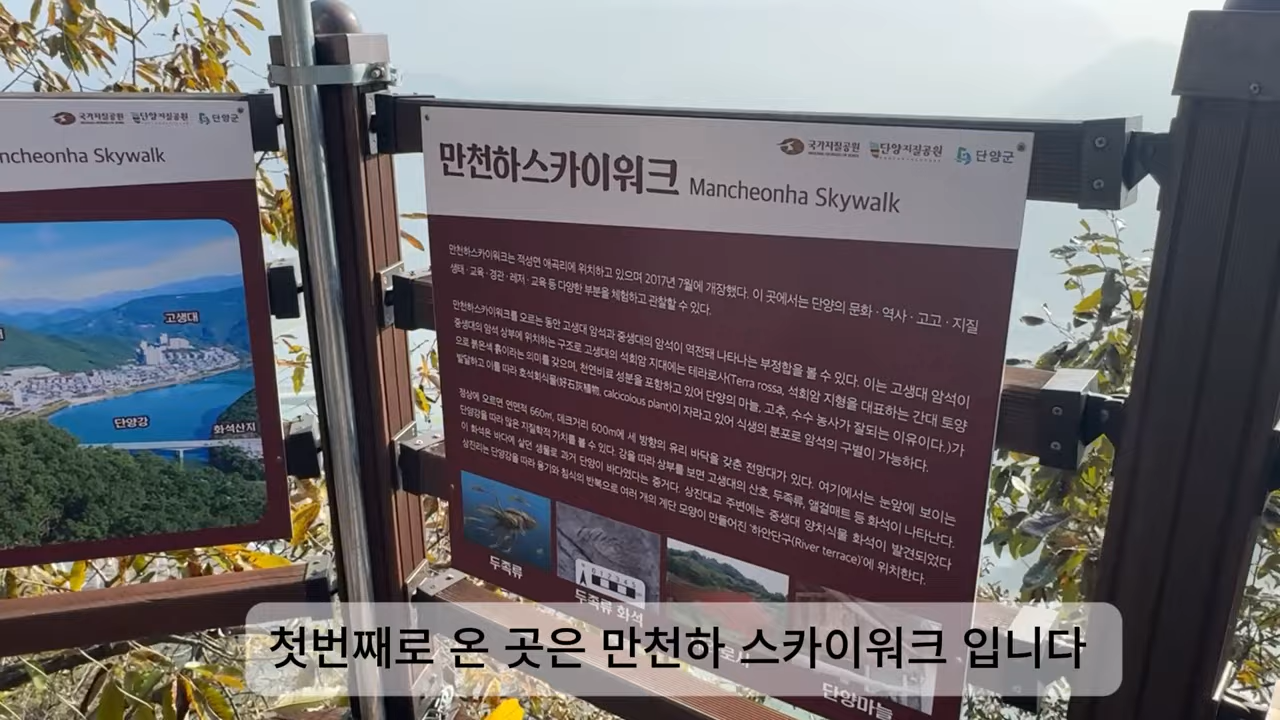 국가지질공원
단양지질공원
단양군
ncheonha Skywalk
고생대
단양강
화석산지
국가지질공원
단양지질공원
단양군
만천하스카이워크 Mancheonha Skywalk
만천하스카이워크는 적성면 애곡리에 위치하고 있으며 2017년 7월에 개장했다. 이 곳에서는 단양의 문화 · 역사 · 고고 · 지질
생태 · 교육 · 경관 · 레저 · 교육 등 다양한 부분을 체험하고 관찰할 수 있다.
만천하스카이워크를 오르는 동안 고생대 암석과 중생대의 암석이 역전돼 나타나는 부정합을 볼 수 있다. 이는 고생대 암석이
중생대의 암석 상부에 위치하는 구조로 고생대의 석회암 지대에는 테라로사(Terra rossa, 석회암 지형을 대표하는 간대 토양
으로 붉은색 흙이라는 의미를 갖으며, 천연비료 성분을 포함하고 있어 단양의 마늘, 고추, 수수 농사가 잘되는 이유이다.)가
발달하고 이를 따라 호석회식물(好石灰植物, calcicolous plant)이 자라고 있어 식생의 분포로 암석의 구별이 가능하다.
정상에 오르면 연면적 660㎡, 데크거리 600m에 세 방향의 유리 바닥을 갖춘 전망대가 있다. 여기에서는 눈앞에 보이는
단양강을 따라 많은 지질학적 가치를 볼 수 있다. 강을 따라 상부를 보면 고생대의 산호, 두족류, 앨걸매트 등 화석이 나타난다.
이 화석은 바다에 살던 생물로 과거 단양이 바다였다는 증거다. 상진대교 주변에는 중생대 양치식물 화석이 발견되었다
상진리는 단양강을 따라 융기와 침식의 반복으로 여러 개의 계단 모양이 만들어진 '하안단구(River terrace)'에 위치한다.
두족류
두족류 화석
단양마늘
첫번째로 온 곳은 만천하 스카이워크 입니다